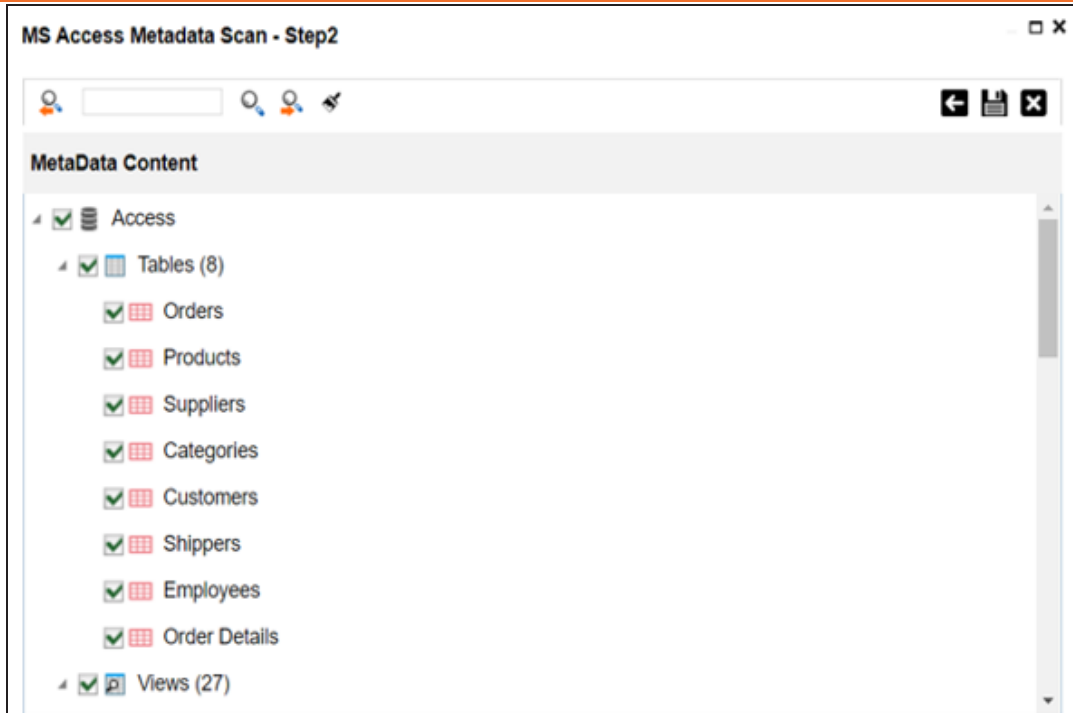 MS Access Metadata Scan - Step2
MetaData Content
Access
Tables (8)
Orders
Products
Suppliers
Categories
Customers
Shippers
Employees
Order Details
Views (27)